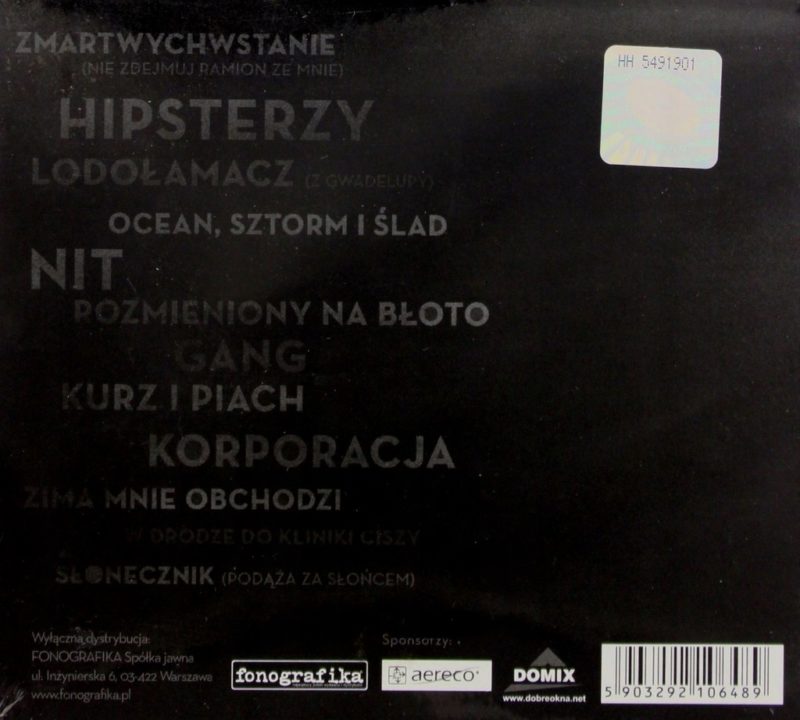 ZMARTWYCHWSTANIE
(NIE ZDEJMUJ RAMION ZE MNIE)
HIPSTERZY
LODOŁAMACZ (Z GWADELUPY)
OCEAN, SZTORM I ŚLAD
NIT
ROZMIENIONY NA BŁOTO
GANG
KURZ I PIACH
KORPORACJA
ZIMA MNIE OBCHODZI
W DRODZE DO KLINIKI CISZY
SŁONECZNIK (PODĄŻA ZA SŁOŃCEM)
HH 5491901
Wyłączna dystrybucja:
FONOGRAFIKA Spółka jawna
ul. Inżynierska 6, 03-422 Warszawa
www.fonografika.pl
fonografika
Sponsorzy:
aereco
DOMIX
www.dobreokna.net
5 903292 106489